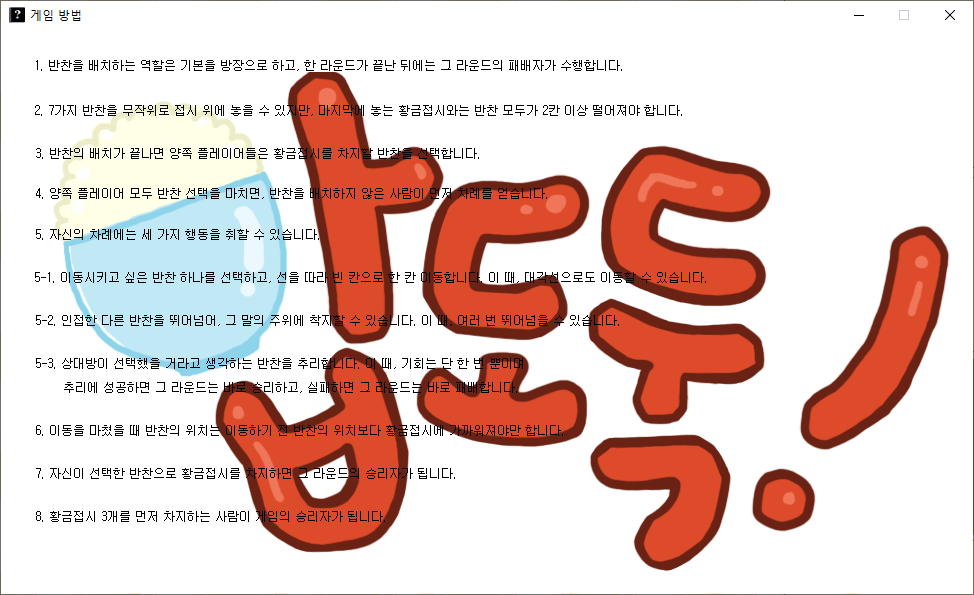 게임 방법
1. 반찬을 배치하는 역할은 기본을 방장으로 하고, 한 라운드가 끝난 뒤에는 그 라운드의 패배자가 수행합니다.
2. 7가지 반찬을 무작위로 접시 위에 놓을 수 있지만, 마지막에 놓는 황금접시와는 반찬 모두가 2칸 이상 떨어져야 합니다.
3. 반찬의 배치가 끝나면 양쪽 플레이어들은 황금접시를 차지할 반찬을 선택합니다.
4. 양쪽 플레이어 모두 반찬 선택을 마치면, 반찬을 배치하지 않은 사람이 먼저 차례를 얻습니다.
5. 자신의 차례에는 세 가지 행동을 취할 수 있습니다.
5-1. 이동시키고 싶은 반찬 하나를 선택하고, 선을 따라 빈 칸으로 한 칸 이동합니다. 이 때, 대각선으로도 이동할 수 있습니다.
5-2. 인접한 다른 반찬을 뛰어넘어, 그 말의 주위에 착지할 수 있습니다. 이 때, 여러 번 뛰어넘을 수 있습니다.
5-3. 상대방이 선택했을 거라고 생각하는 반찬을 추리합니다. 이 때, 기회는 단 한 번 뿐이며
추리에 성공하면 그 라운드는 바로 승리하고, 실패하면 그 라운드는 바로 패배합니다.
6. 이동을 마쳤을 때 반찬의 위치는 이동하기 전 반찬의 위치보다 황금접시에 가까워져야만 합니다.
7. 자신이 선택한 반찬으로 황금접시를 차지하면 그 라운드의 승리자가 됩니다.
8. 황금접시 3개를 먼저 차지하는 사람이 게임의 승리자가 됩니다.
밥도둑!